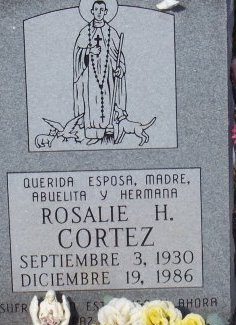 QUERIDA ESPOSA, MADRE,
ABUELITA Y HERMANA
ROSALIE H.
CORTEZ
SEPTIEMBRE 3, 1930
DICIEMBRE 19, 1986
AHORA